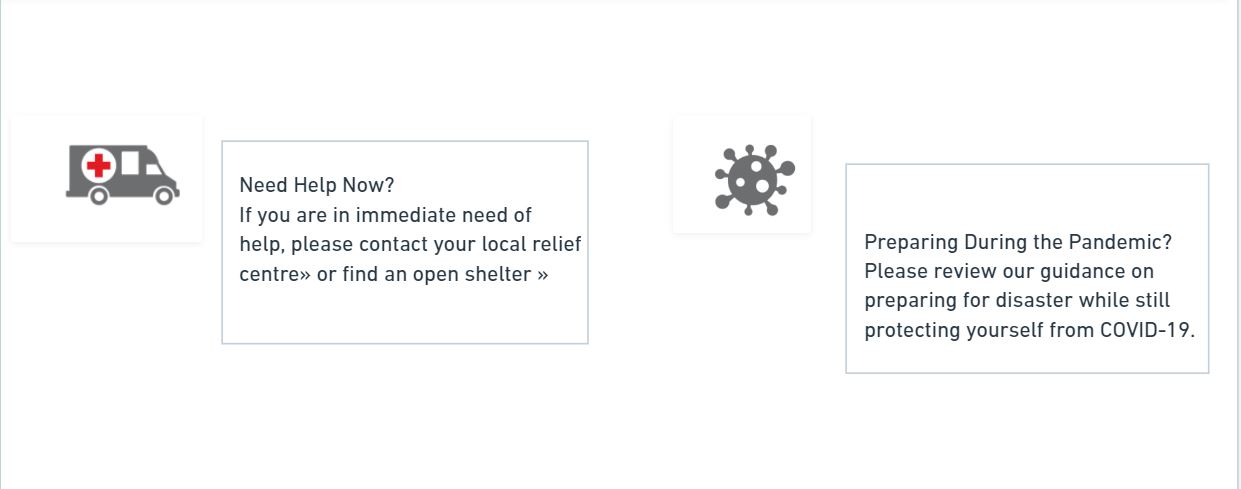 Need Help Now?
If you are in immediate need of
help, please contact your local relief
centre» or find an open shelter »
Preparing During the Pandemic?
Please review our guidance on
preparing for disaster while still
protecting yourself from COVID-19.